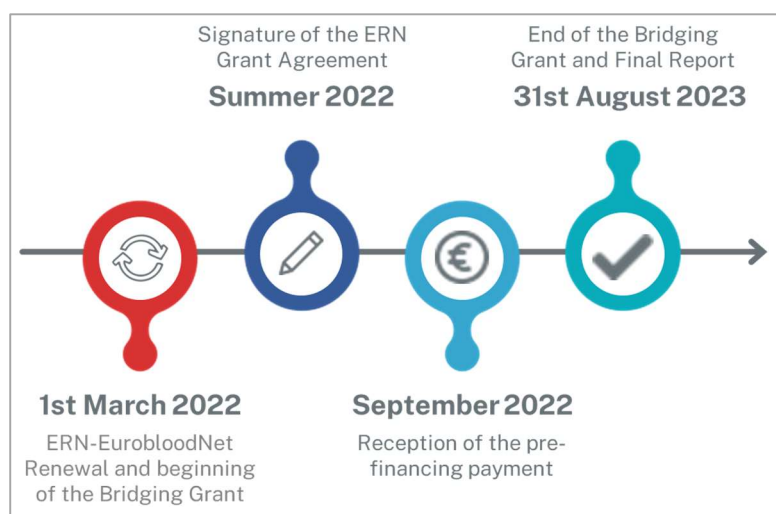 Signature of the ERN
Grant Agreement
Summer 2022
End of the Bridging
Grant and Final Report
31st August 2023
€
1st March 2022
ERN-EurobloodNet
Renewal and beginning
of the Bridging Grant
September 2022
Reception of the pre-
financing payment